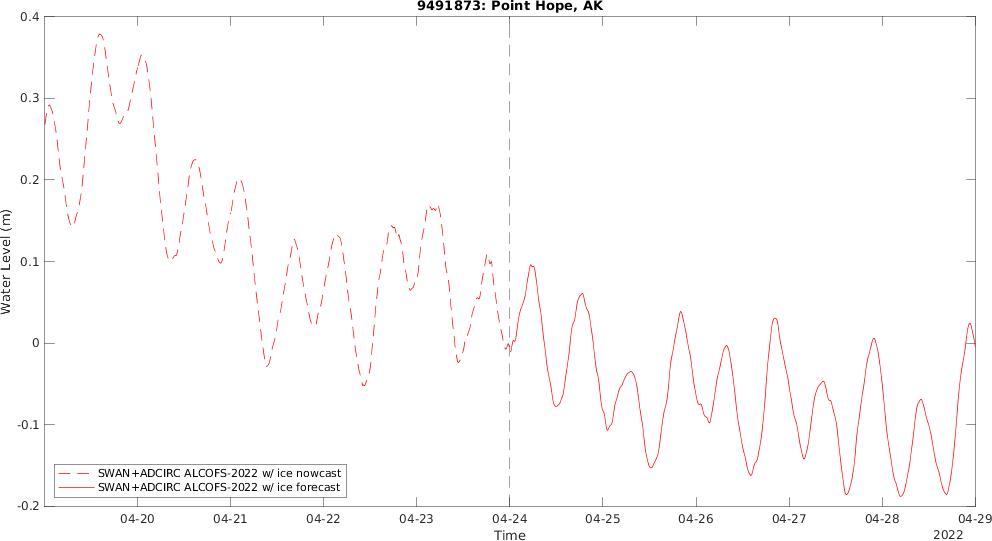 9491873: Point Hope, AK
0.4
0.3
0.2
0.1
0
-0.1
-0.2
Water Level (m)
SWAN+ADCIRC ALCOFS-2022 w/ ice nowcast
SWAN+ADCIRC ALCOFS-2022 w/ ice forecast
04-20 04-21 04-22 04-23 04-24 04-25 04-26 04-27 04-28 04-29
Time
2022